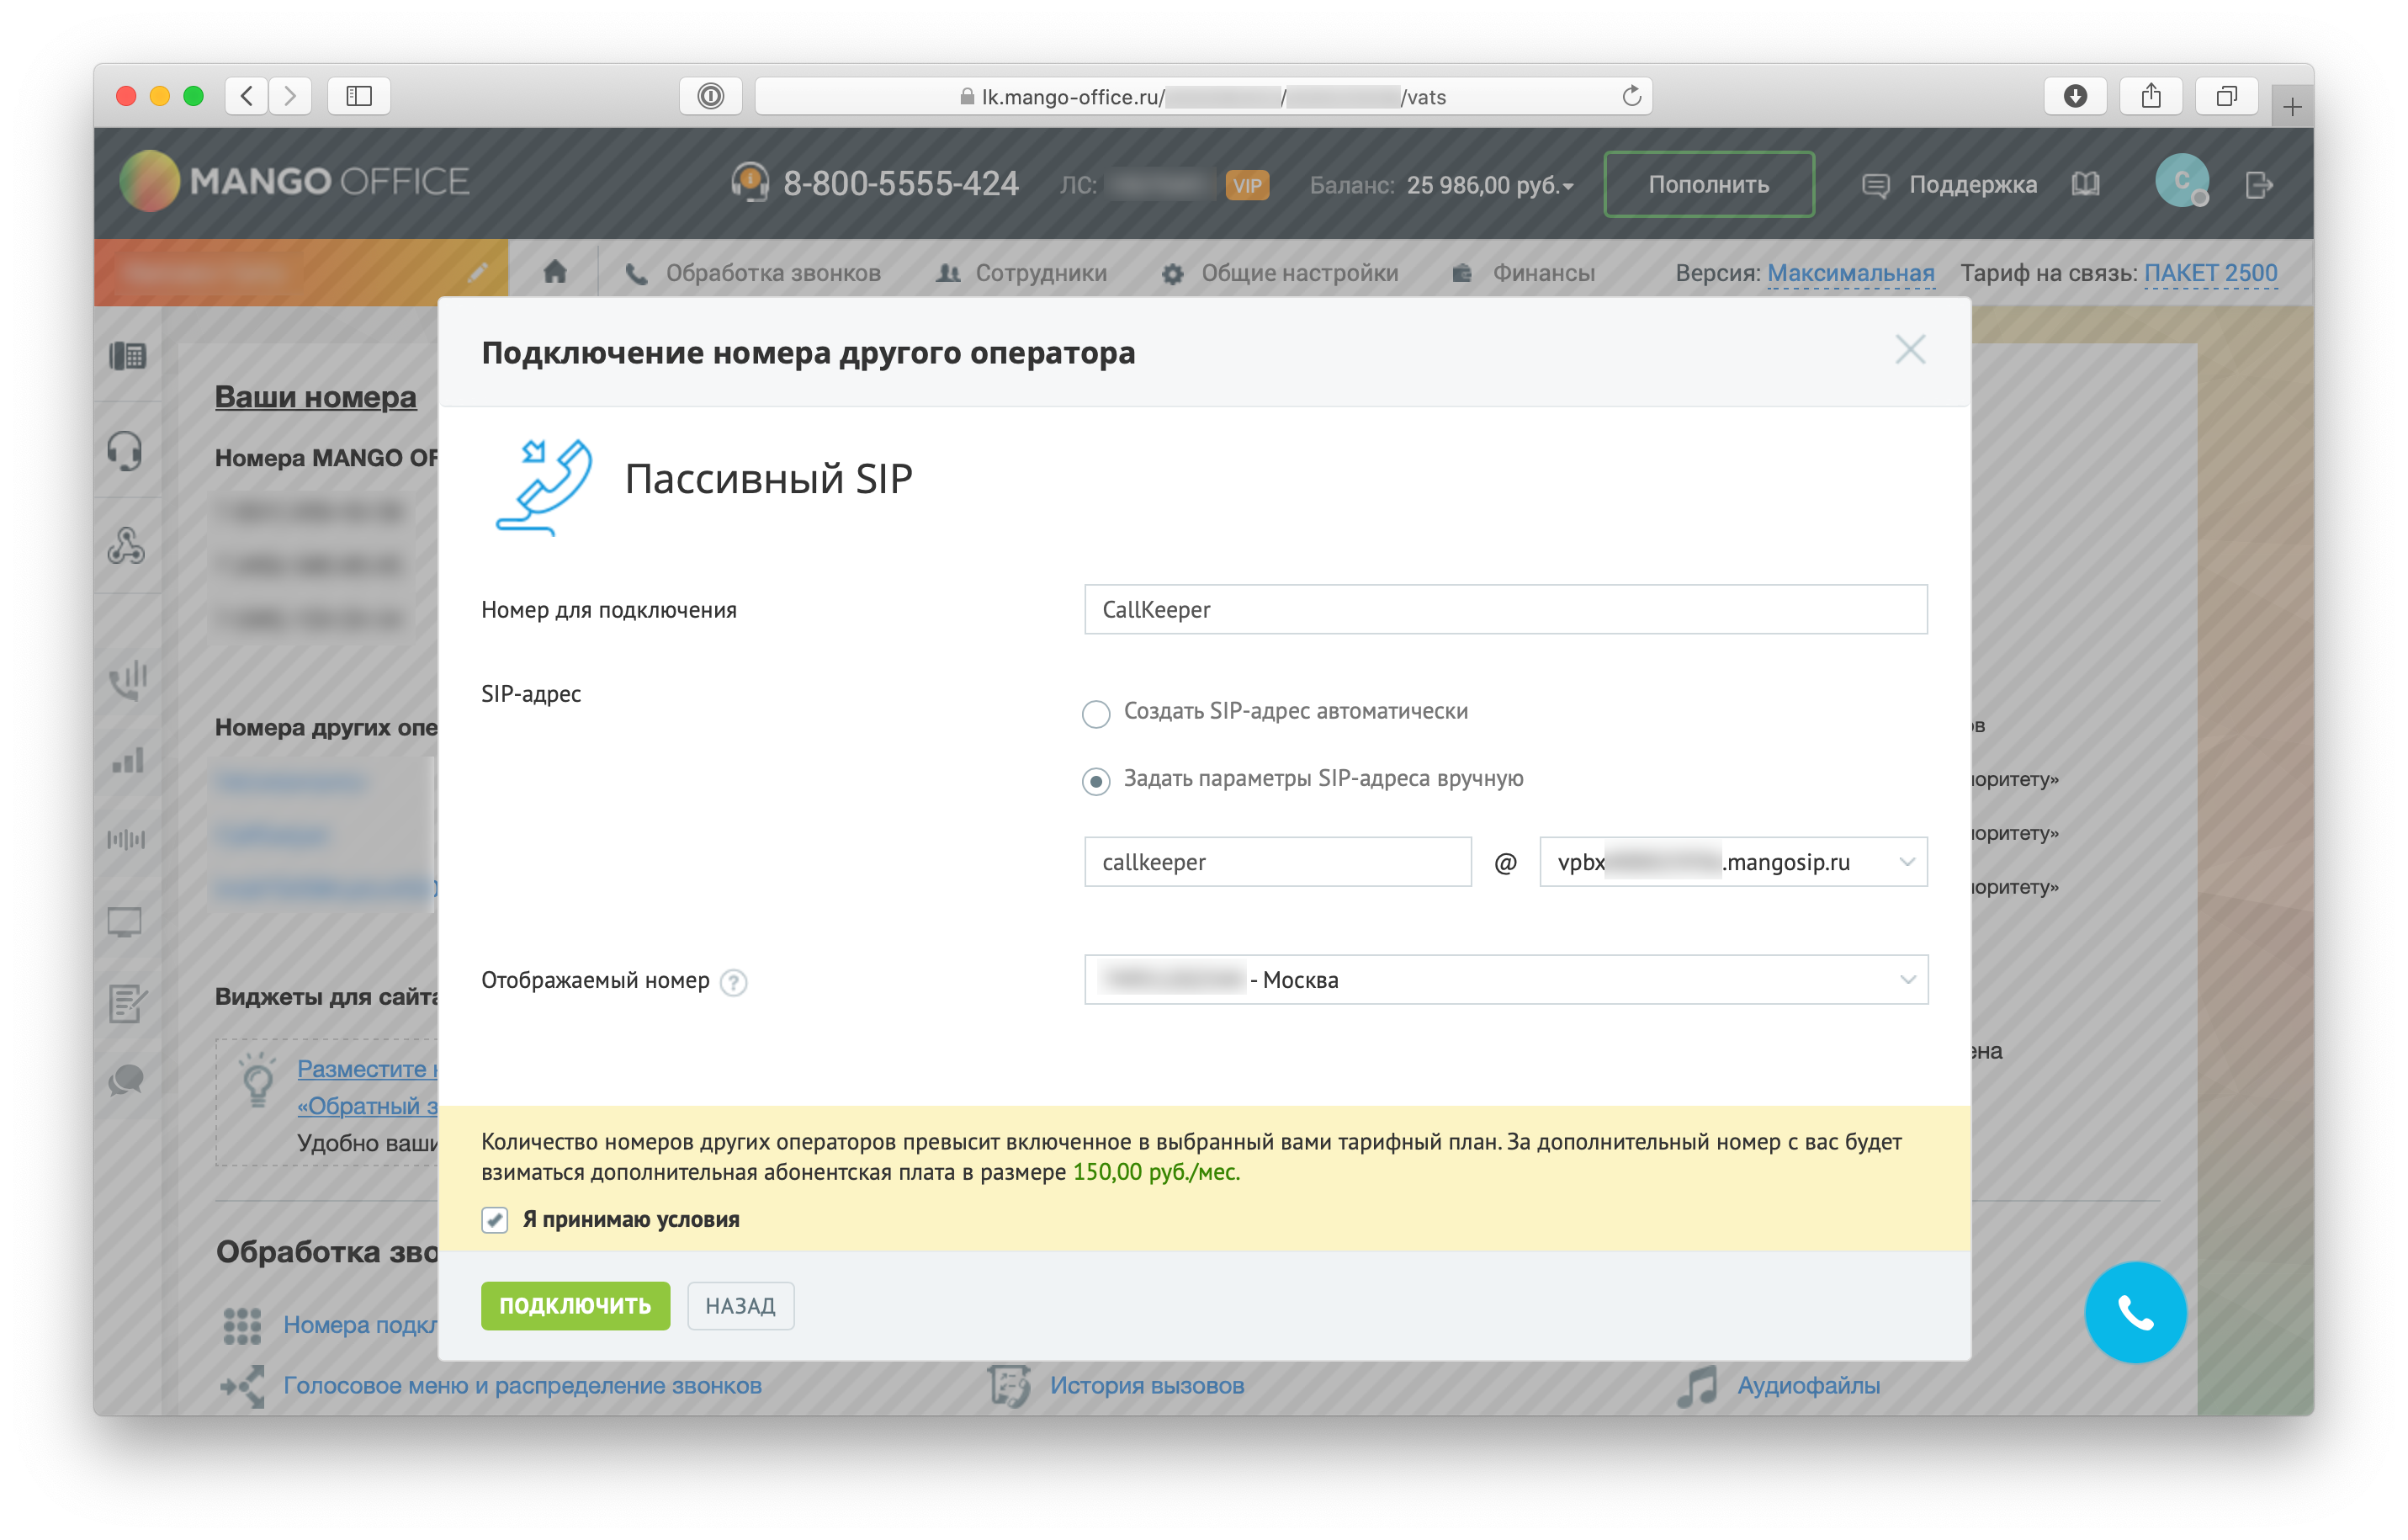 lk.mango-office.ru/ / /vats
MANGO OFFICE
8-800-5555-424
ЛС:
VIP
Баланс: 25 986,00 руб.
Пополнить
Поддержка
С
Обработка звонков
Сотрудники
Общие настройки
Финансы
Версия: Максимальная
Тариф на связь: ПАКЕТ 2500
Подключение номера другого оператора
Ваши номера
Номера MANGO OF
Пассивный SIP
Номер для подключения
CallKeeper
SIP-адрес
Создать SIP-адрес автоматически
Номера других опе
ов
Задать параметры SIP-адреса вручную
оритету»
callkeeper @ vpbx .mangosip.ru
оритету»
оритету»
Отображаемый номер ?
- Москва
Виджеты для сайта
ена
Разместите
«Обратный з
Удобно ваши
Количество номеров других операторов превысит включенное в выбранный вами тарифный план. За дополнительный номер с вас будет
взиматься дополнительная абонентская плата в размере 150,00 руб./мес.
Я принимаю условия
Обработка зво
ПОДКЛЮЧИТЬ
НАЗАД
Номера подкл
Голосовое меню и распределение звонков
История вызовов
Аудиофайлы